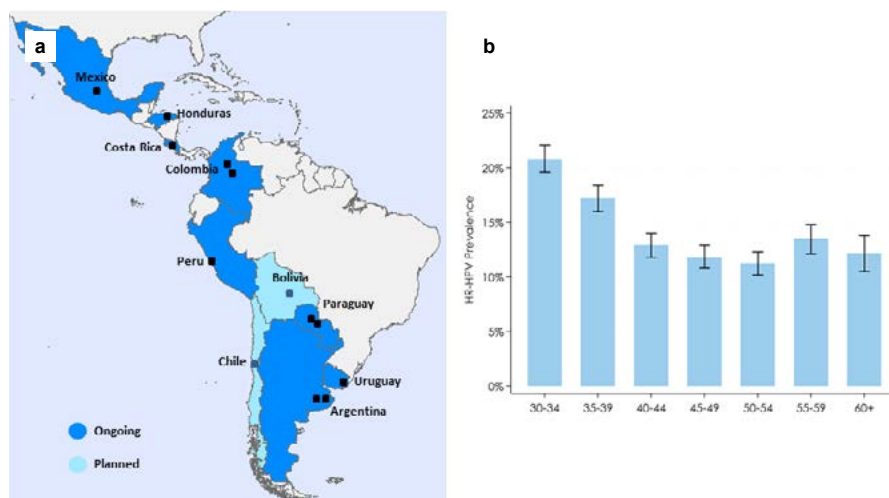 a
Mexico
Honduras
Costa Rica
Colombia
Peru
Bolivia
Paraguay
Chile
Uruguay
Argentina
Ongoing
Planned
b
HR-HPV Prevalence
25%
20%
15%
10%
5%
0%
30-34 35-39 40-44 45-49 50-54 55-59 60+